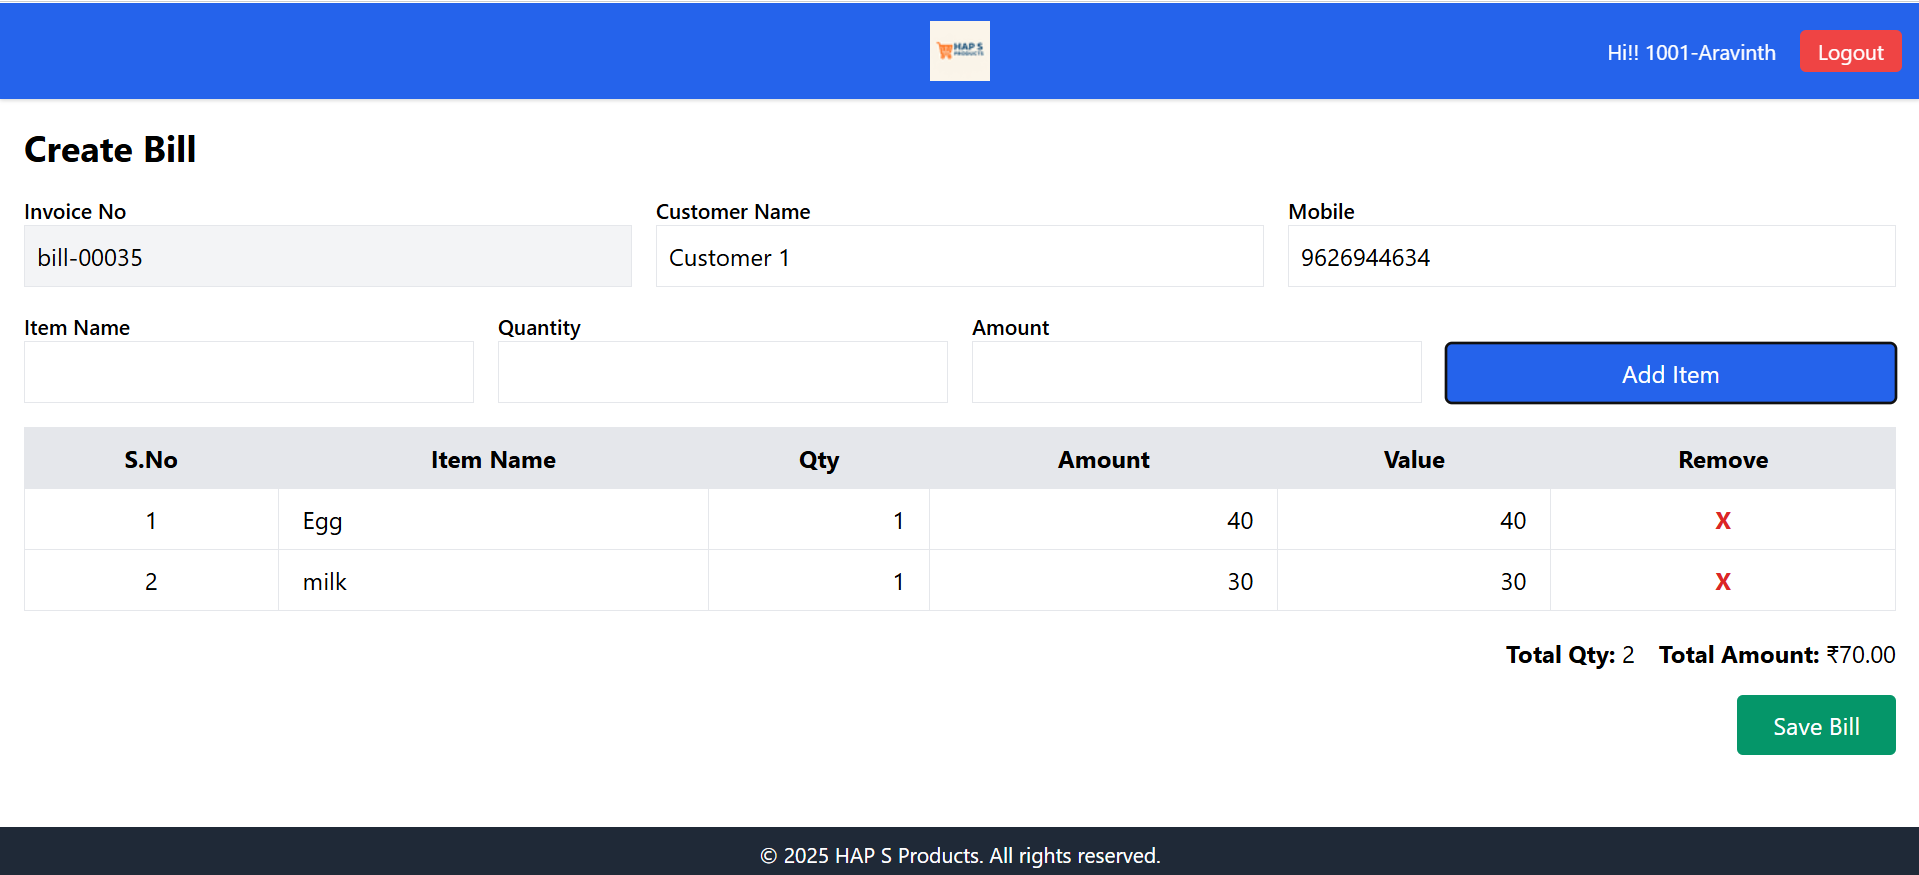 HAP S
PRODUCTS
Hi!! 1001-Aravinth
Logout
Create Bill
Invoice No
Customer Name
Mobile
bill-00035
Customer 1
9626944634
Item Name
Quantity
Amount
Add Item
S.No Item Name Qty Amount Value Remove
1 Egg 1 40 40 X
2 milk 1 30 30 X
Total Qty: 2 Total Amount: ₹70.00
Save Bill
© 2025 HAP S Products. All rights reserved.